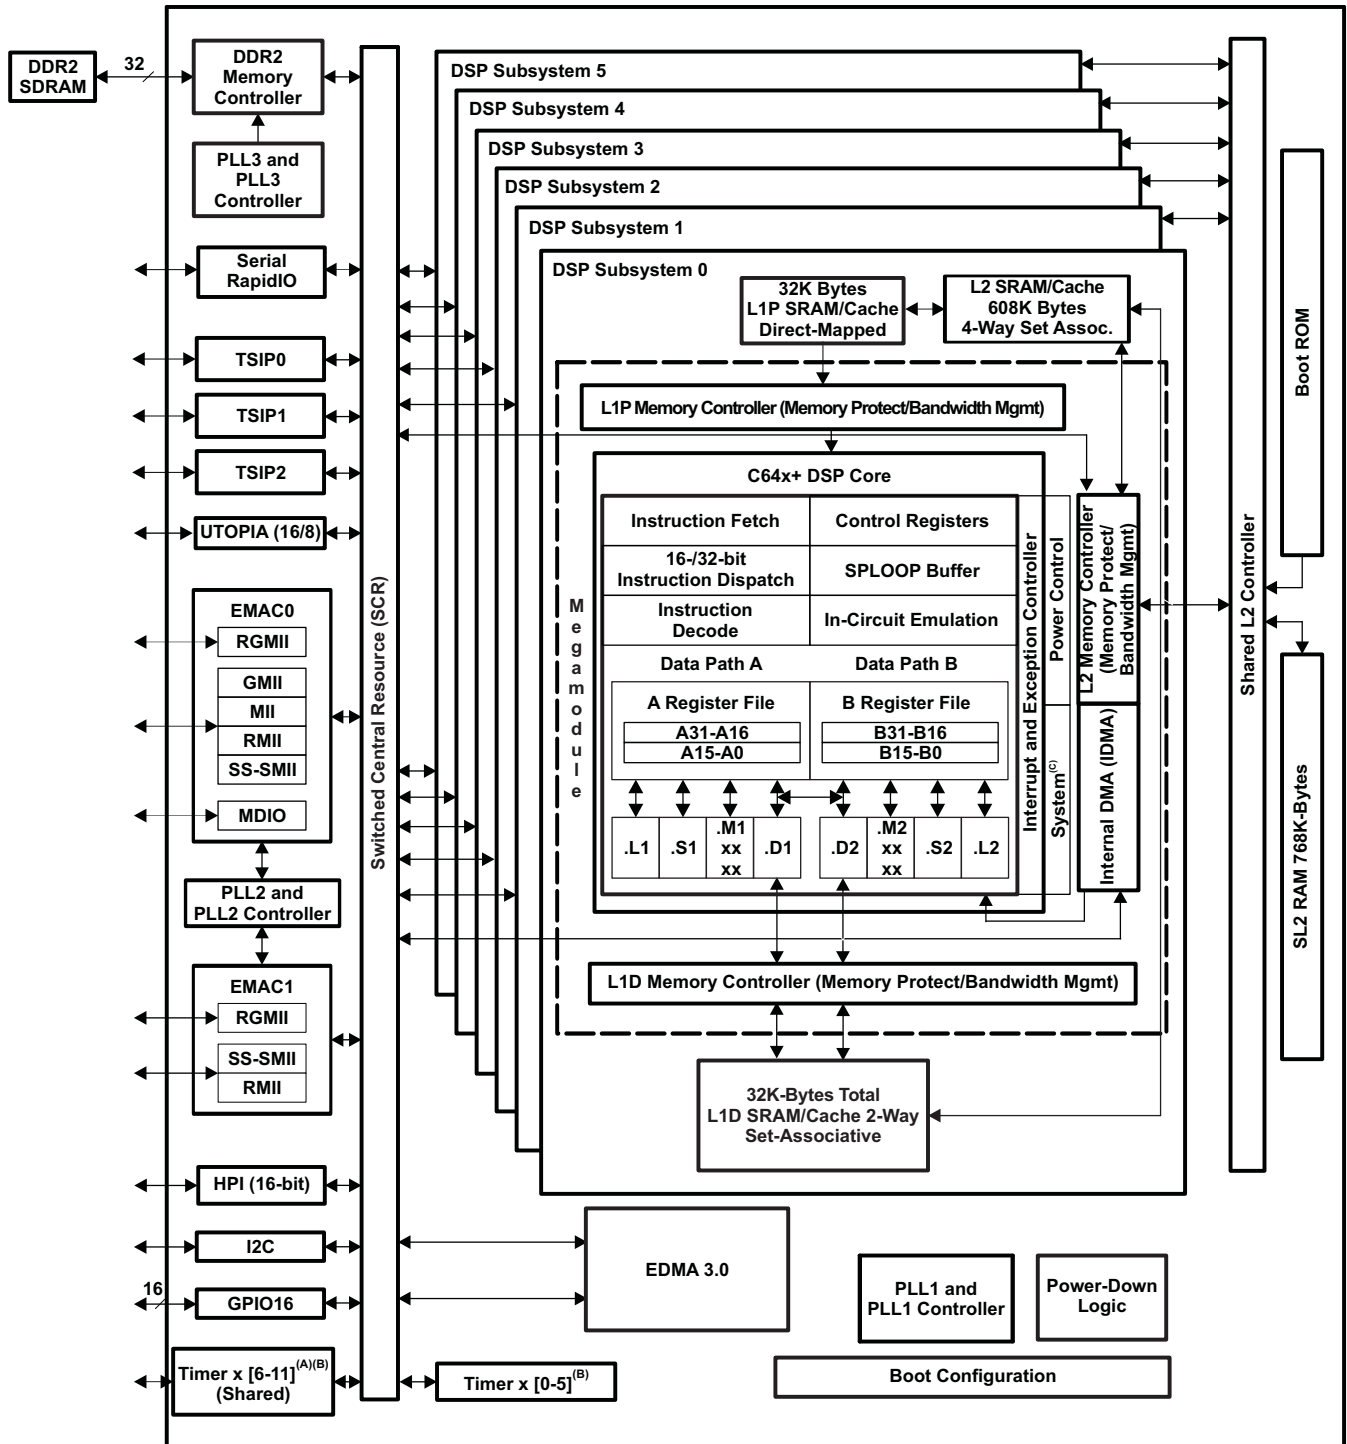 DDR2
SDRAM
32
DDR2
Memory
Controller
PLL3 and
PLL3
Controller
Serial
RapidIO
TSIP0
TSIP1
TSIP2
UTOPIA (16/8)
EMAC0
RGMII
GMII
MII
RMII
SS-SMII
MDIO
PLL2 and
PLL2 Controller
EMAC1
RGMII
SS-SMII
RMII
HPI (16-bit)
I2C
16
GPIO16
Timer x [6-11](A)(B)
(Shared)
Switched Central Resource (SCR)
DSP Subsystem 5
DSP Subsystem 4
DSP Subsystem 3
DSP Subsystem 2
DSP Subsystem 1
DSP Subsystem 0
32K Bytes
L1P SRAM/Cache
Direct-Mapped
L2 SRAM/Cache
608K Bytes
4-Way Set Assoc.
L1P Memory Controller (Memory Protect/Bandwidth Mgmt)
Megamodule
C64x+ DSP Core
Instruction Fetch
Control Registers
16-/32-bit
Instruction Dispatch
SPLOOP Buffer
Instruction
Decode
In-Circuit Emulation
Data Path A
Data Path B
A Register File
B Register File
A31-A16
A15-A0
B31-B16
B15-B0
.L1
.S1
.M1
xx
xx
.D1
.D2
.M2
xx
xx
.S2
.L2
Interrupt and Exception Controller
Power Control
System(C)
L2 Memory Controller
(Memory Protect/
Bandwidth Mgmt)
Internal DMA (IDMA)
L1D Memory Controller (Memory Protect/Bandwidth Mgmt)
32K-Bytes Total
L1D SRAM/Cache 2-Way
Set-Associative
Shared L2 Controller
Boot ROM
SL2 RAM 768K-Bytes
EDMA 3.0
PLL1 and
PLL1 Controller
Power-Down
Logic
Boot Configuration
Timer x [0-5](B)